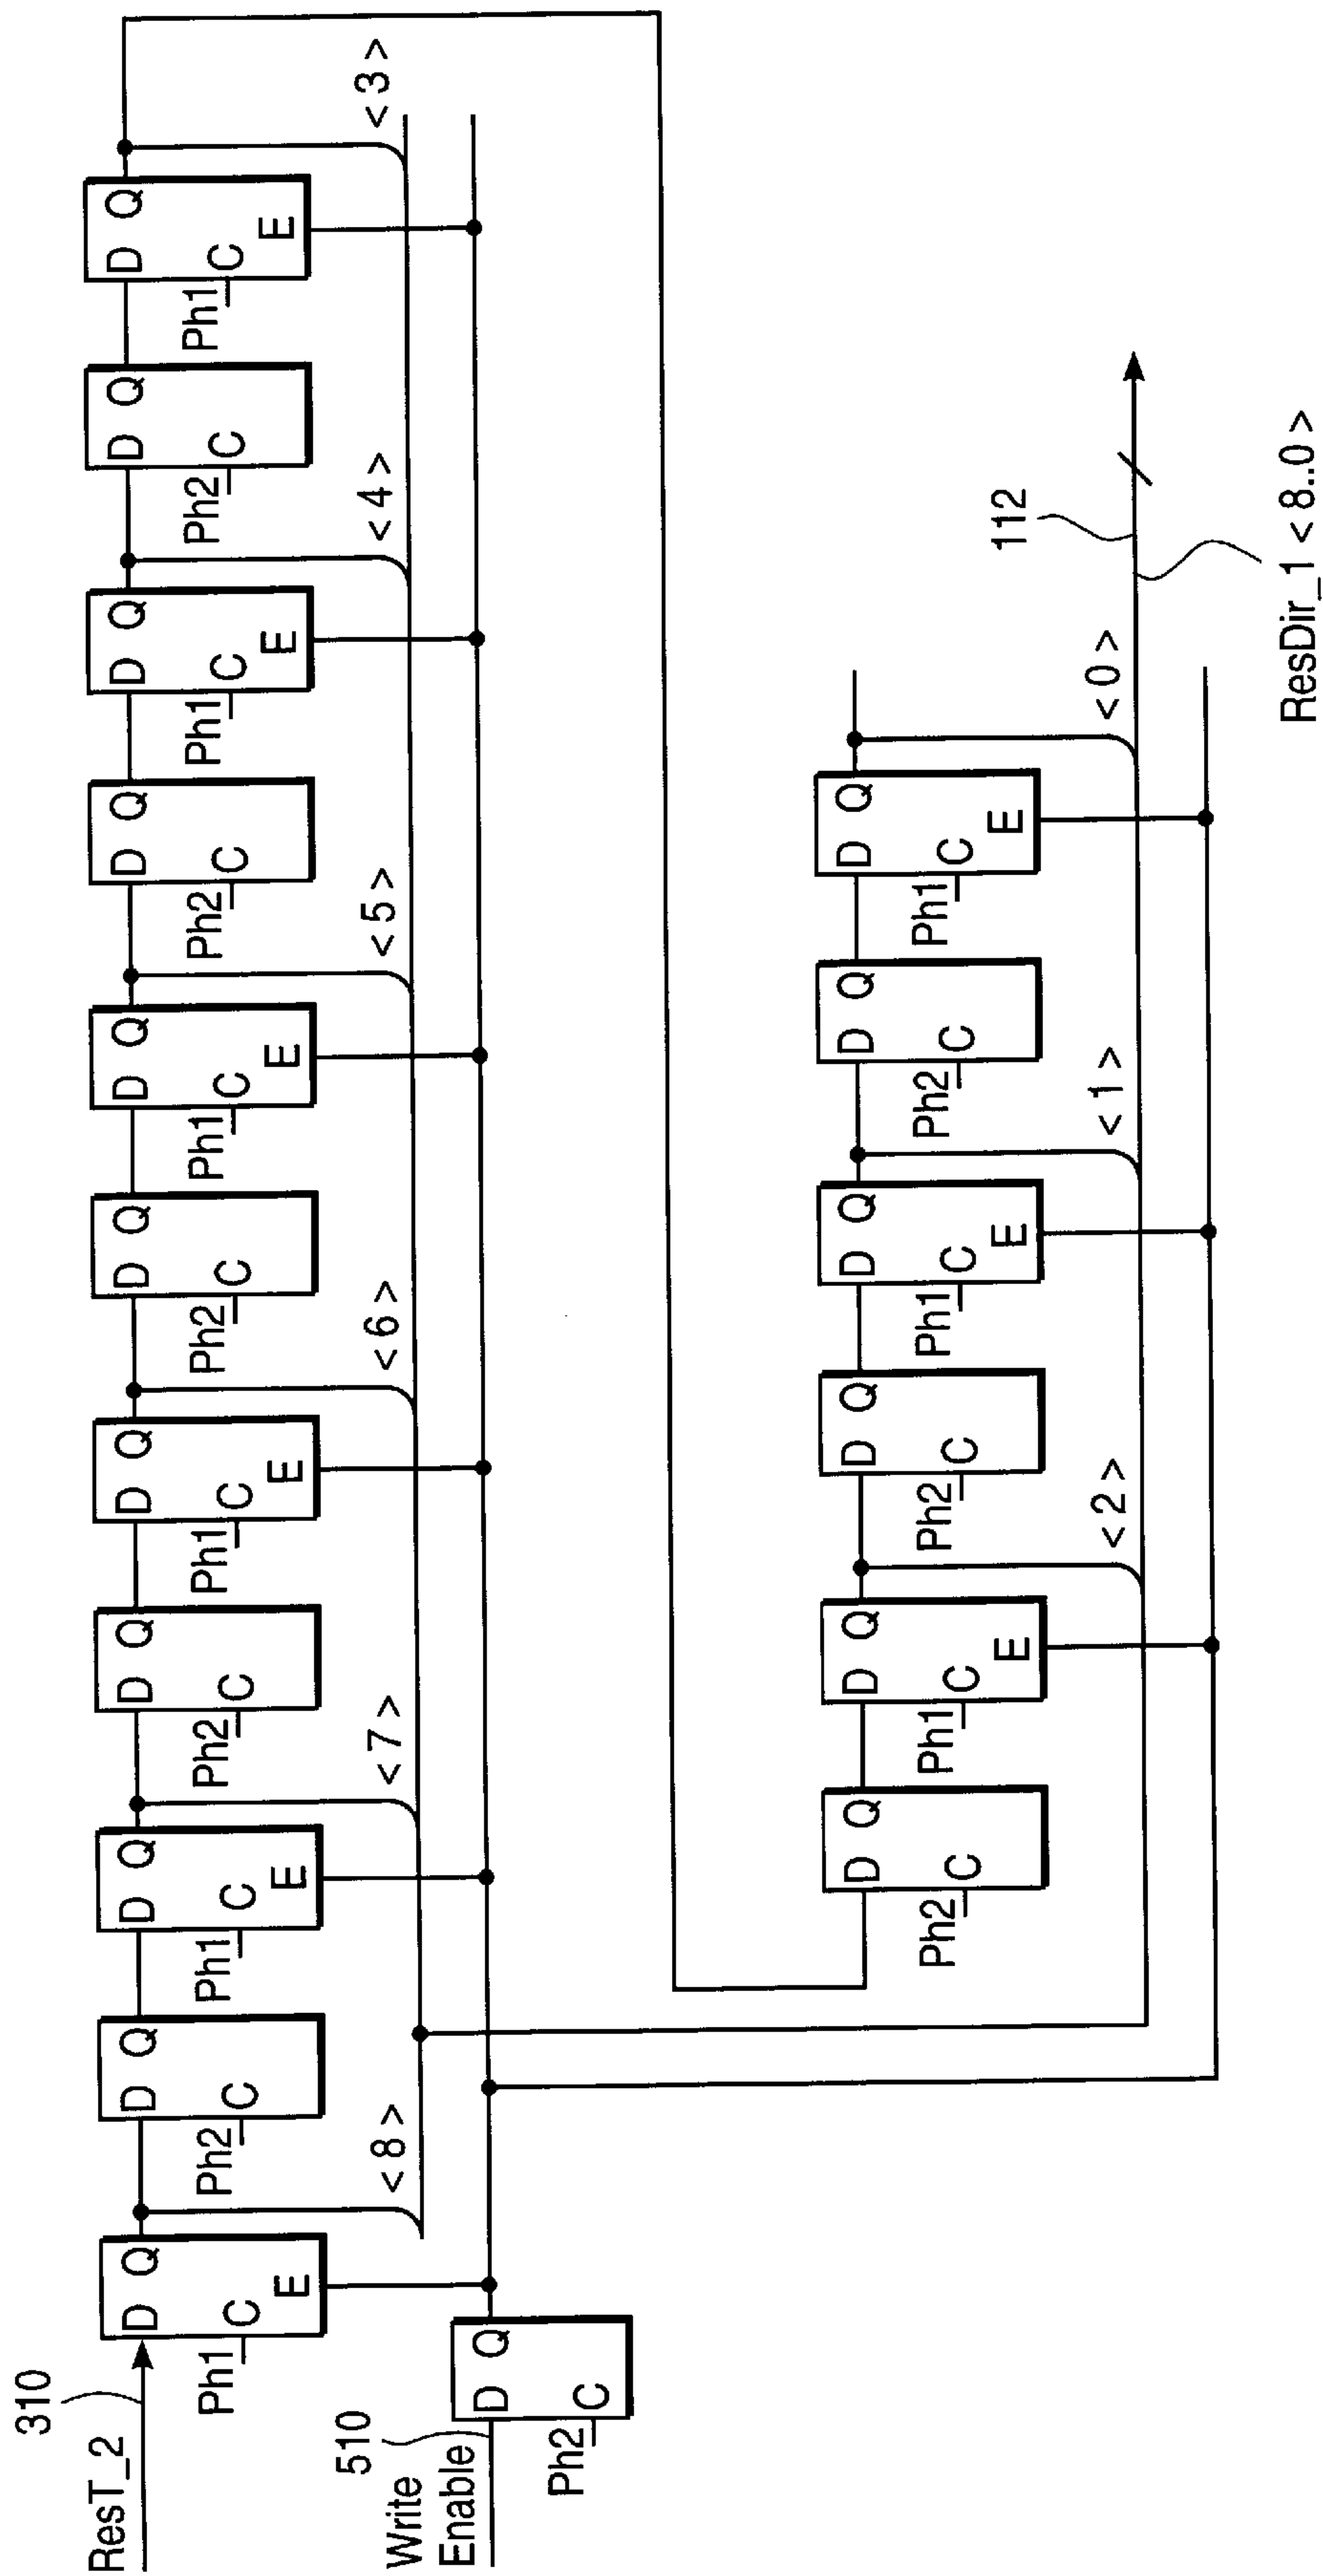 310
ResT_2
D Q D Q D Q D Q D Q D Q D Q D Q D Q D Q D Q
Ph1 C Ph2 C Ph1 C Ph2 C Ph1 C Ph2 C Ph1 C Ph2 C Ph1 C Ph2 C Ph1 C
E E E E E E
<8> <7> <6> <5> <4> <3>
510
Write
Enable
D Q
Ph2 C
D Q D Q D Q D Q D Q D Q
Ph2 C Ph1 C Ph2 C Ph1 C Ph2 C Ph1 C
E E E
<2> <1> <0>
112
ResDir_1 <8..0>